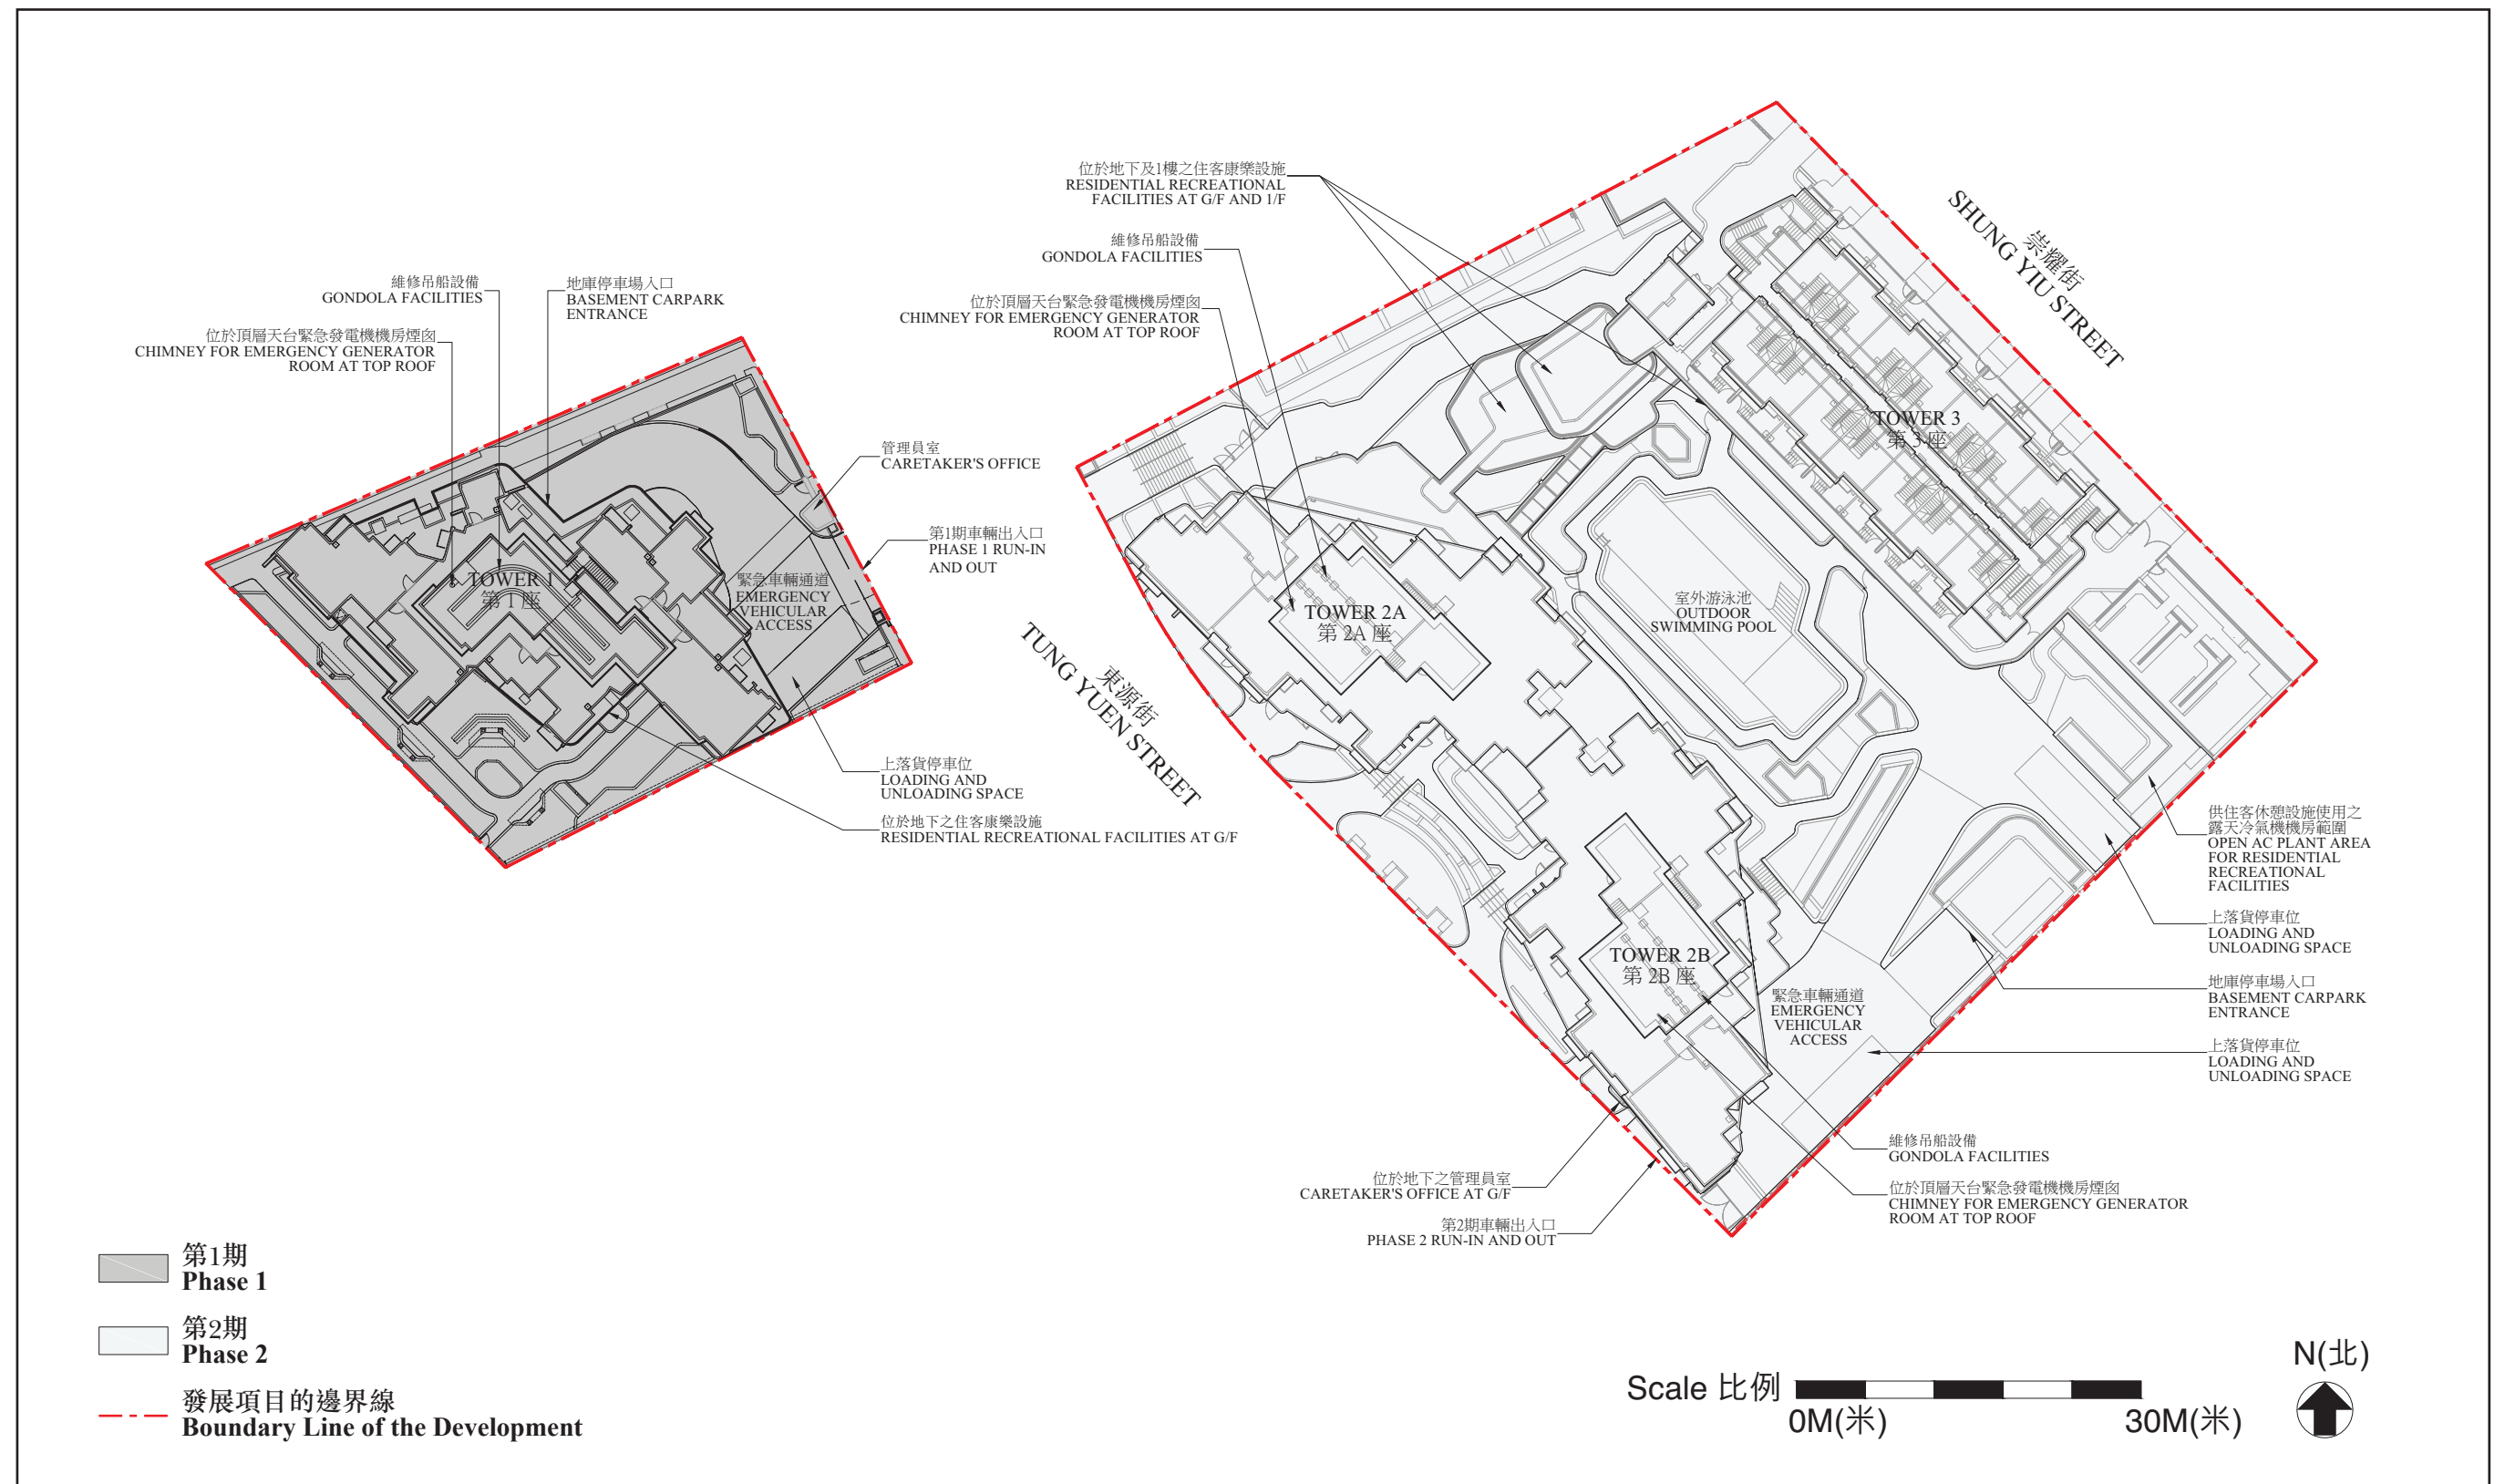 位於地下及1樓之住客康樂設施
RESIDENTIAL RECREATIONAL
FACILITIES AT G/F AND 1/F
維修吊船設備
GONDOLA FACILITIES
位於頂層天台緊急發電機機房煙囪
CHIMNEY FOR EMERGENCY GENERATOR
ROOM AT TOP ROOF
維修吊船設備
GONDOLA FACILITIES
地庫停車場入口
BASEMENT CARPARK
ENTRANCE
位於頂層天台緊急發電機機房煙囪
CHIMNEY FOR EMERGENCY GENERATOR
ROOM AT TOP ROOF
管理員室
CARETAKER'S OFFICE
第1期車輛出入口
PHASE 1 RUN-IN
AND OUT
TOWER 1
第 1 座
緊急車輛通道
EMERGENCY
VEHICULAR
ACCESS
上落貨停車位
LOADING AND
UNLOADING SPACE
位於地下之住客康樂設施
RESIDENTIAL RECREATIONAL FACILITIES AT G/F
東源街
TUNG YUEN STREET
崇耀街
SHUNG YIU STREET
TOWER 3
第 3 座
TOWER 2A
第 2A 座
室外游泳池
OUTDOOR
SWIMMING POOL
TOWER 2B
第 2B 座
緊急車輛通道
EMERGENCY
VEHICULAR
ACCESS
供住客休憩設施使用之
露天冷氣機機房範圍
OPEN AC PLANT AREA
FOR RESIDENTIAL
RECREATIONAL
FACILITIES
上落貨停車位
LOADING AND
UNLOADING SPACE
地庫停車場入口
BASEMENT CARPARK
ENTRANCE
上落貨停車位
LOADING AND
UNLOADING SPACE
維修吊船設備
GONDOLA FACILITIES
位於頂層天台緊急發電機機房煙囪
CHIMNEY FOR EMERGENCY GENERATOR
ROOM AT TOP ROOF
位於地下之管理員室
CARETAKER'S OFFICE AT G/F
第2期車輛出入口
PHASE 2 RUN-IN AND OUT
第1期
Phase 1
第2期
Phase 2
發展項目的邊界線
Boundary Line of the Development
Scale 比例
0M(米)
30M(米)
N(北)